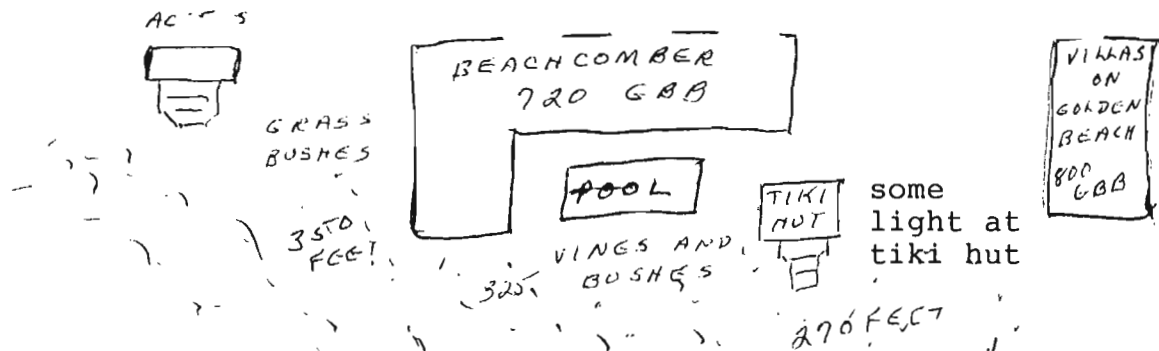 BEACHCOMBER
720 GBB
VILLAS
ON
GOLDEN
BEACH
800
GBB
GRASS
BUSHES
POOL
TIKI
HUT
some
light at
tiki hut
FEET
VINES AND
BUSHES
325
270 FEET